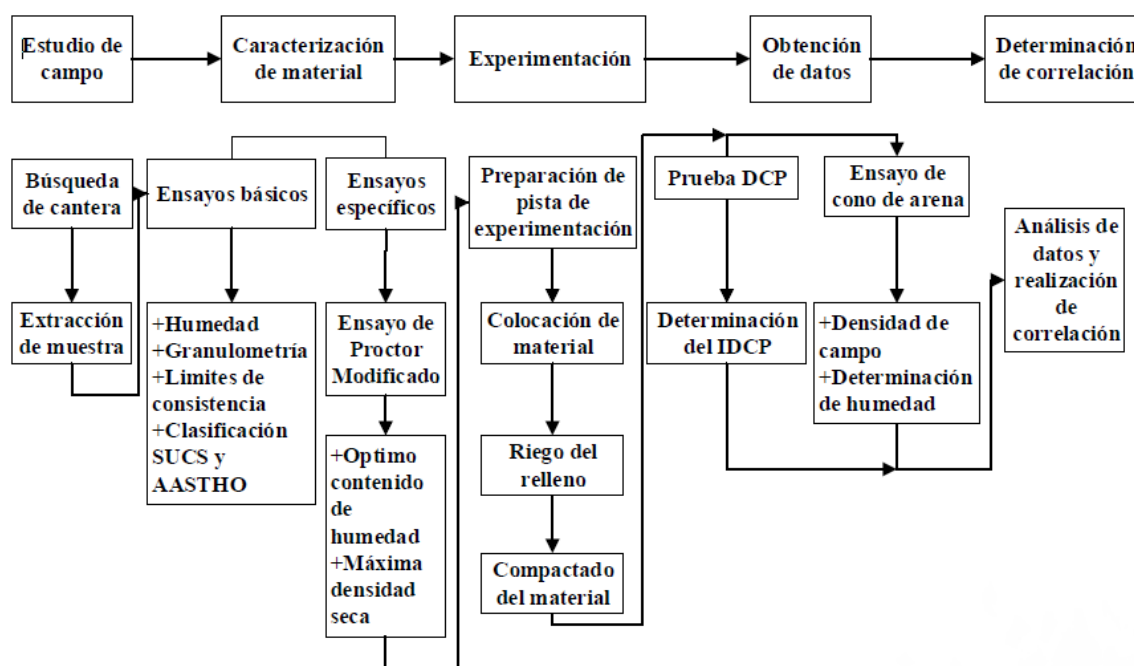 Estudio de
campo
Caracterización
de material
Experimentación
Obtención
de datos
Determinación
de correlación
Búsqueda
de cantera
Extracción
de muestra
Ensayos básicos
+Humedad
+Granulometría
+Limites de
consistencia
+Clasificación
SUCS y
AASTHO
Ensayos
específicos
Ensayo de
Proctor
Modificado
+Optimo
contenido
de
humedad
+Máxima
densidad
seca
Preparación de
pista de
experimentación
Colocación de
material
Riego del
relleno
Compactado
del material
Prueba DCP
Determinación
del IDCP
Ensayo de
cono de arena
+Densidad de
campo
+Determinación
de humedad
Análisis de
datos y
realización
de
correlación